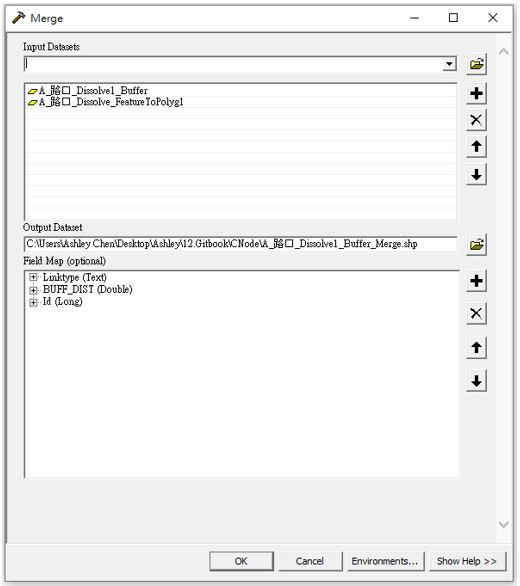 Merge
Input Datasets
A_路口_Dissolve1_Buffer
A_路口_Dissolve_FeatureToPolyg1
Output Dataset
C:\Users\Ashley Chen\Desktop\Ashley\12.Gitbook\CNode\A_路口_Dissolve1_Buffer_Merge.shp
Field Map (optional)
Linktype (Text)
BUFF_DIST (Double)
Id (Long)
OK
Cancel
Environments...
Show Help >>